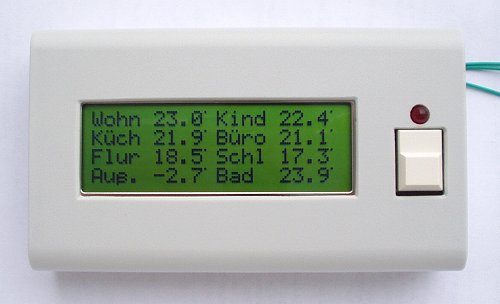 Wohn 23.0° Kind 22.4°
Küch 21.9° Büro 21.1°
Flur 18.5° Schl 17.3°
Auß. -2.7° Bad 23.9°